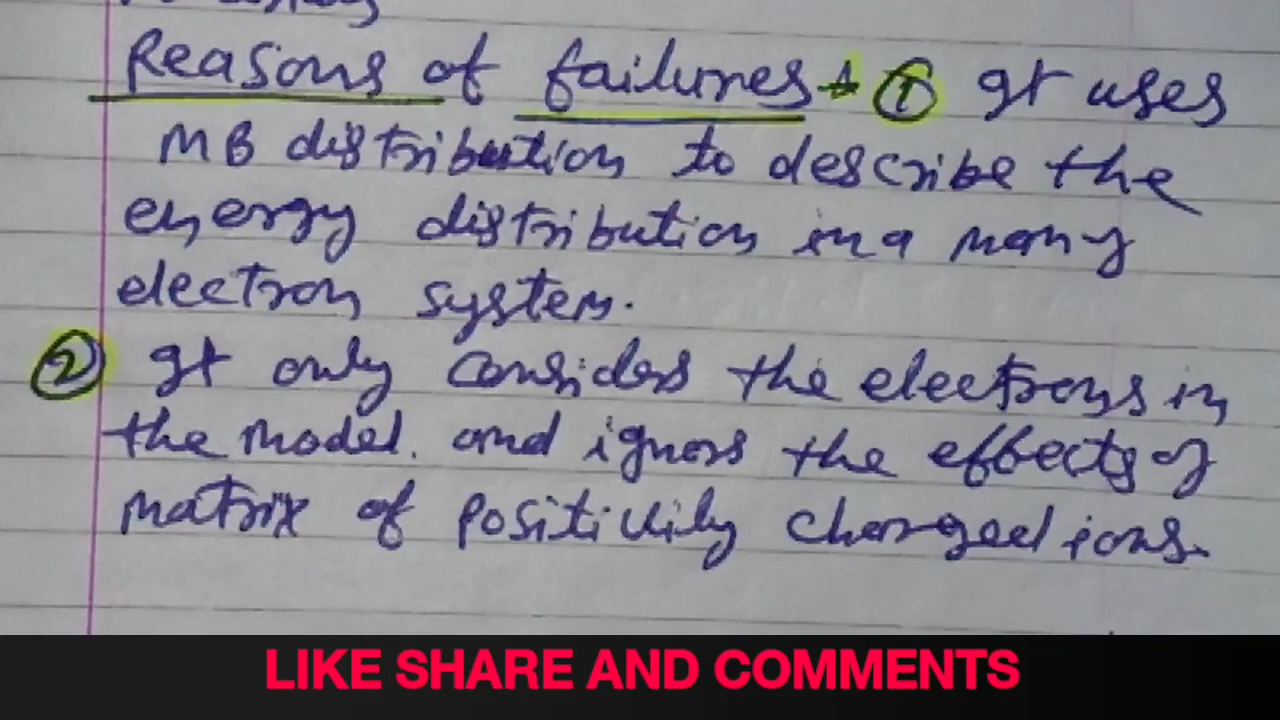 Reasons of failures → ① It uses
MB distribution to describe the
energy distribution in a many
electron system.
② It only considers the electrons in
the model. and ignors the effects of
matrix of positivily charged ions.
LIKE SHARE AND COMMENTS